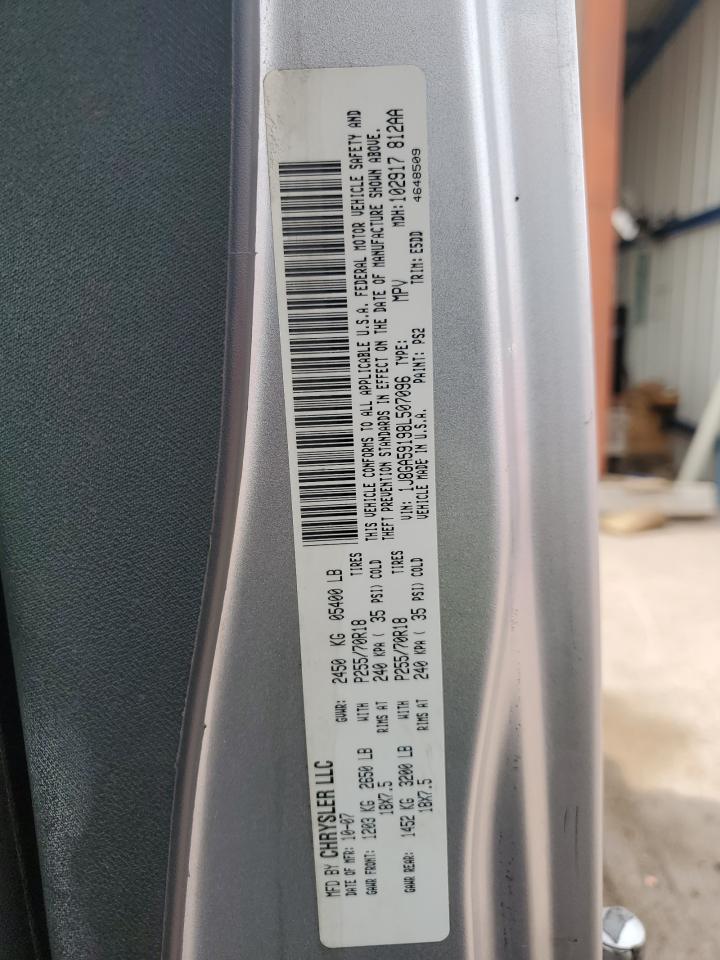 MFD BY CHRYSLER LLC
DATE OF MFR: 10-07 GVWR: 2450 KG 05400 LB
GAWR FRONT: 1203 KG 2650 LB WITH P255/70R18 TIRES
18X7.5 RIMS AT 240 KPA ( 35 PSI) COLD
GAWR REAR: 1452 KG 3200 LB WITH P255/70R18 TIRES
18X7.5 RIMS AT 240 KPA ( 35 PSI) COLD
THIS VEHICLE CONFORMS TO ALL APPLICABLE U.S.A. FEDERAL MOTOR VEHICLE SAFETY AND
THEFT PREVENTION STANDARDS IN EFFECT ON THE DATE OF MANUFACTURE SHOWN ABOVE.
VIN: 1J8GA59198L507096 TYPE: MPV MDH:102917 812AA
VEHICLE MADE IN U.S.A. PAINT: PS2 TRIM: E5DD 4648509